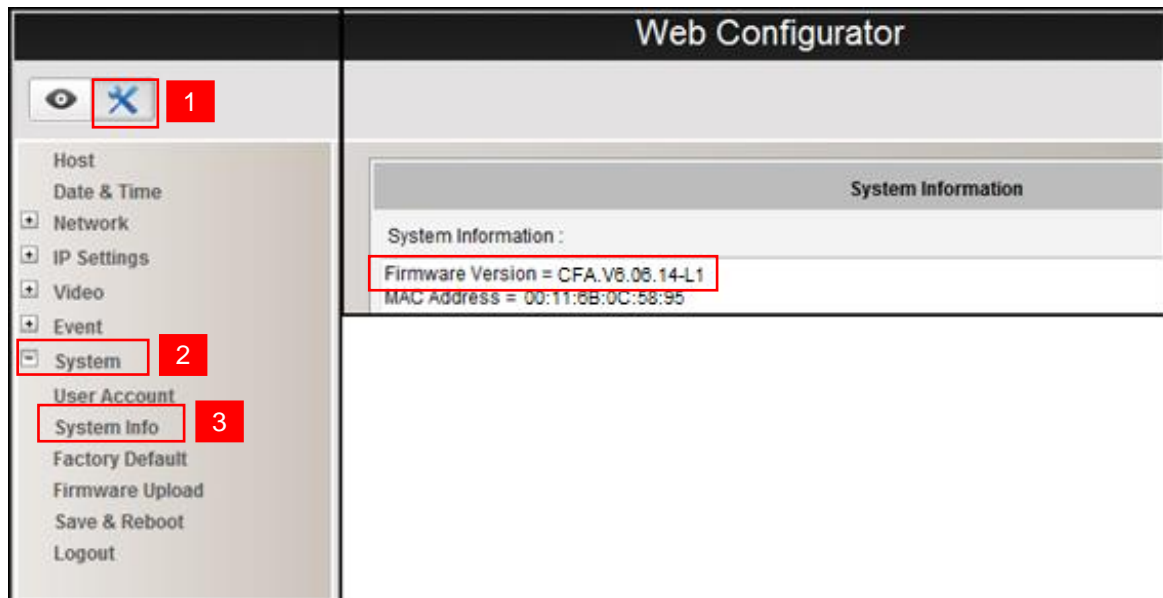 Web Configurator
1
Host
Date & Time
Network
IP Settings
Video
Event
System
2
User Account
System Info
3
Factory Default
Firmware Upload
Save & Reboot
Logout
System Information
System Information :
Firmware Version = CFA.V6.06.14-L1
MAC Address = 00:11:6B:0C:58:95